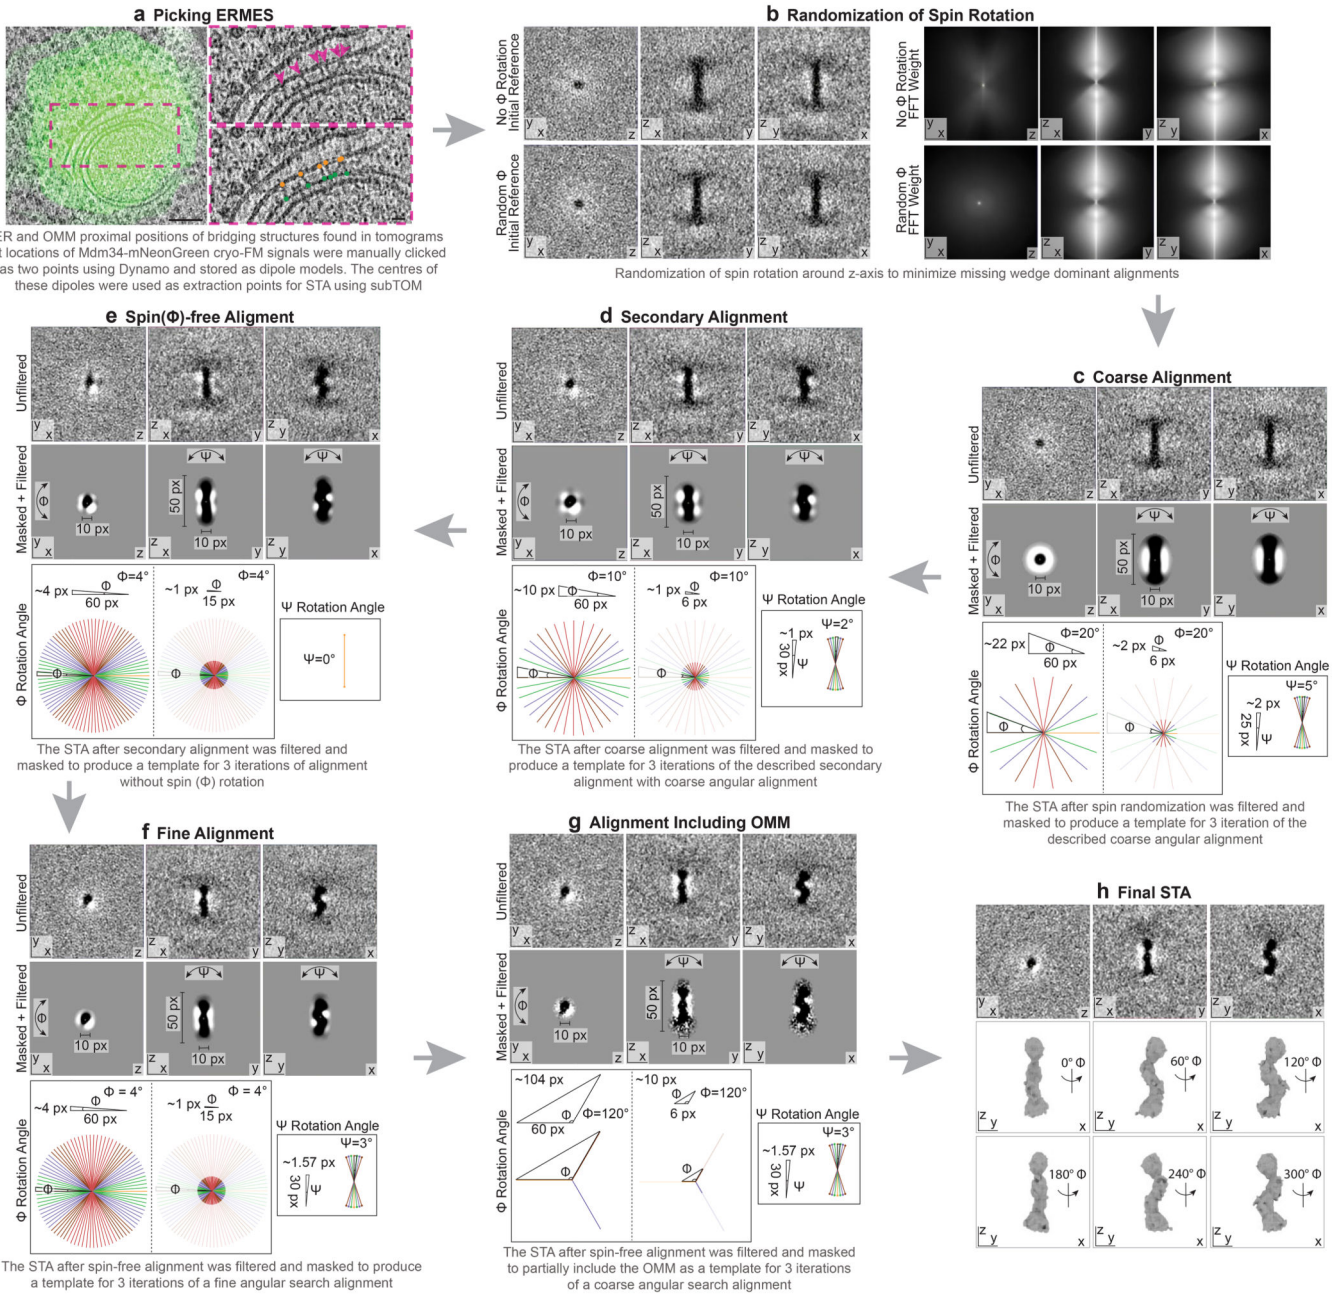 a Picking ERMES
ER and OMM proximal positions of bridging structures found in tomograms
t locations of Mdm34-mNeonGreen cryo-FM signals were manually clicked
as two points using Dynamo and stored as dipole models. The centres of
these dipoles were used as extraction points for STA using subTOM
b Randomization of Spin Rotation
No Φ Rotation
Initial Reference
y x z
z x y
z y x
Random Φ
Initial Reference
y x z
z x y
z y x
No Φ Rotation
FFT Weight
y x z
z x y
z y x
Random Φ
FFT Weight
y x z
z x y
z y x
Randomization of spin rotation around z-axis to minimize missing wedge dominant alignments
c Coarse Alignment
Unfiltered
y x z
z x y
z y x
Masked + Filtered
Φ
10 px
y x z
Ψ
50 px
10 px
z x y
Ψ
z y x
Φ Rotation Angle
Φ=20°
~22 px
Φ
60 px
Φ
Φ=20°
~2 px
Φ
6 px
Φ
Ψ Rotation Angle
Ψ=5°
~2 px
25 px
Ψ
The STA after spin randomization was filtered and
masked to produce a template for 3 iteration of the
described coarse angular alignment
d Secondary Alignment
Unfiltered
y x z
z x y
z y x
Masked + Filtered
Φ
10 px
y x z
Ψ
50 px
10 px
z x y
Ψ
z y x
Φ Rotation Angle
Φ=10°
~10 px
Φ
60 px
Φ
Φ=10°
~1 px
Φ
6 px
Φ
Ψ Rotation Angle
Ψ=2°
~1 px
30 px
Ψ
The STA after coarse alignment was filtered and masked to
produce a template for 3 iterations of the described secondary
alignment with coarse angular alignment
e Spin(Φ)-free Aligment
Unfiltered
y x z
z x y
z y x
Masked + Filtered
Φ
10 px
y x z
Ψ
50 px
10 px
z x y
Ψ
z y x
Φ Rotation Angle
Φ=4°
~4 px
Φ
60 px
Φ
Φ=4°
~1 px
Φ
15 px
Φ
Ψ Rotation Angle
Ψ=0°
The STA after secondary alignment was filtered and
masked to produce a template for 3 iterations of alignment
without spin (Φ) rotation
f Fine Alignment
Unfiltered
y x z
z x y
z y x
Masked + Filtered
Φ
10 px
y x z
Ψ
50 px
10 px
z x y
Ψ
z y x
Φ Rotation Angle
Φ = 4°
~4 px
Φ
60 px
Φ
Φ = 4°
~1 px
Φ
15 px
Φ
Ψ Rotation Angle
Ψ=3°
~1.57 px
30 px
Ψ
The STA after spin-free alignment was filtered and masked to produce
a template for 3 iterations of a fine angular search alignment
g Alignment Including OMM
Unfiltered
y x z
z x y
z y x
Masked + Filtered
Φ
10 px
y x z
Ψ
50 px
10 px
z x y
Ψ
z y x
Φ Rotation Angle
~104 px
Φ
Φ=120°
60 px
Φ
~10 px
Φ
Φ=120°
6 px
Φ
Ψ Rotation Angle
Ψ=3°
~1.57 px
30 px
Ψ
The STA after spin-free alignment was filtered and masked
to partially include the OMM as a template for 3 iterations
of a coarse angular search alignment
h Final STA
y x z
z x y
z y x
0° Φ
z y x
60° Φ
z y x
120° Φ
z y x
180° Φ
z y x
240° Φ
z y x
300° Φ
z y x